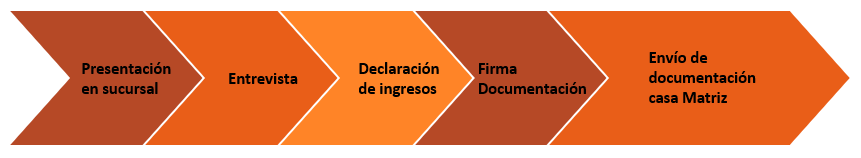 Presentación
en sucursal
Entrevista
Declaración
de ingresos
Firma
Documentación
Envío de
documentación
casa Matriz